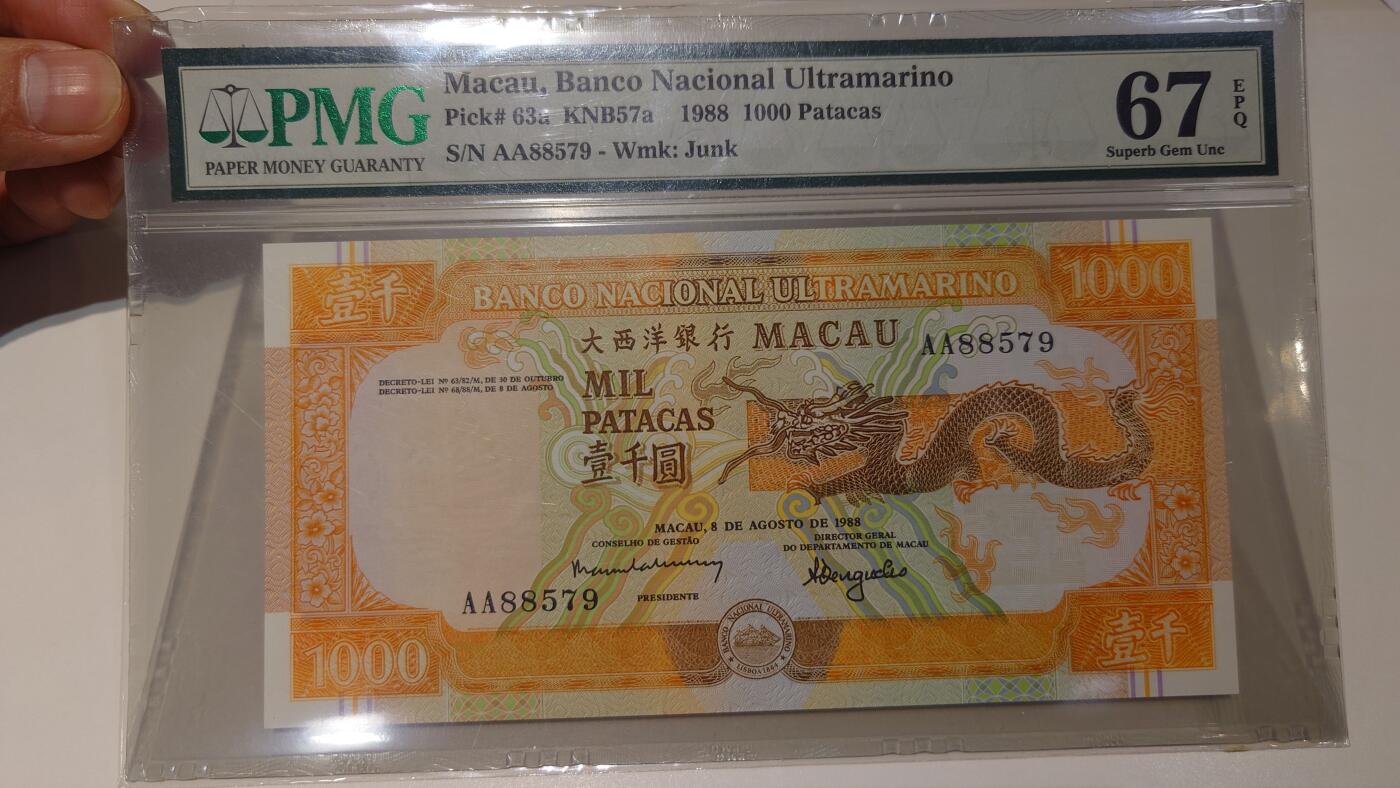 PMG
PAPER MONEY GUARANTY
Macau, Banco Nacional Ultramarino
Pick# 63a KNB57a 1988 1000 Patacas
S/N AA88579 - Wmk: Junk
67
EPQ
Superb Gem Unc
壹千
BANCO NACIONAL ULTRAMARINO
1000
大西洋銀行 MACAU
AA88579
DECRETO-LEI Nº 63/82/M, DE 30 DE OUTUBRO
DECRETO-LEI Nº 68/88/M, DE 8 DE AGOSTO
MIL
PATACAS
壹千圓
MACAU, 8 DE AGOSTO DE 1988
CONSELHO DE GESTÃO
DIRECTOR GERAL
DO DEPARTAMENTO DE MACAU
AA88579
PRESIDENTE
BANCO NACIONAL ULTRAMARINO
LISBOA 1864
1000
壹千